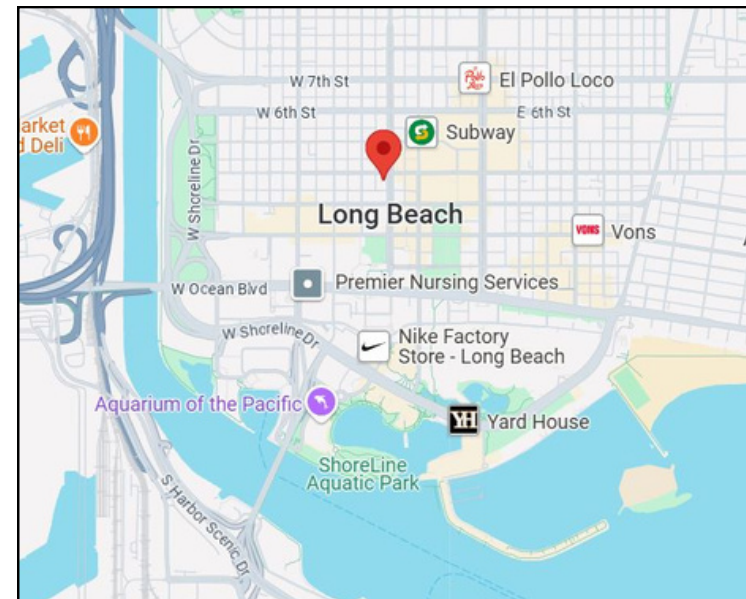 W 7th St
El Pollo Loco
W 6th St
E 6th St
arket
d Deli
Subway
W Shoreline Dr
Long Beach
VONS
Vons
W Ocean Blvd
Premier Nursing Services
W Shoreline Dr
Nike Factory
Store - Long Beach
Aquarium of the Pacific
YH
Yard House
ShoreLine
Aquatic Park
S Harbor Scenic Dr